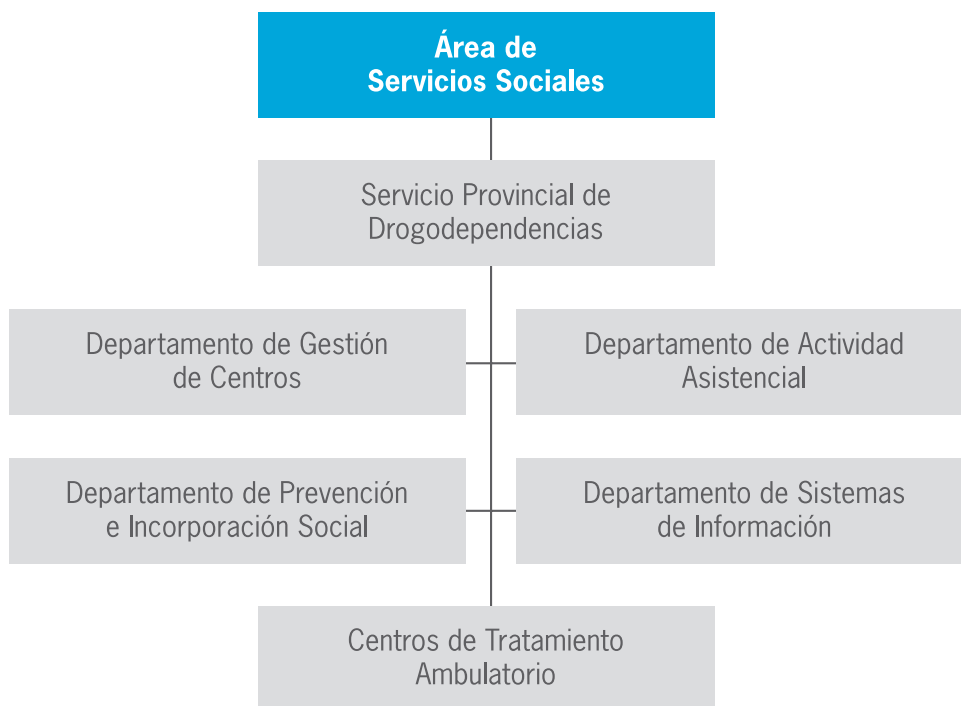 Área de
Servicios Sociales
Servicio Provincial de
Drogodependencias
Departamento de Gestión
de Centros
Departamento de Actividad
Asistencial
Departamento de Prevención
e Incorporación Social
Departamento de Sistemas
de Información
Centros de Tratamiento
Ambulatorio